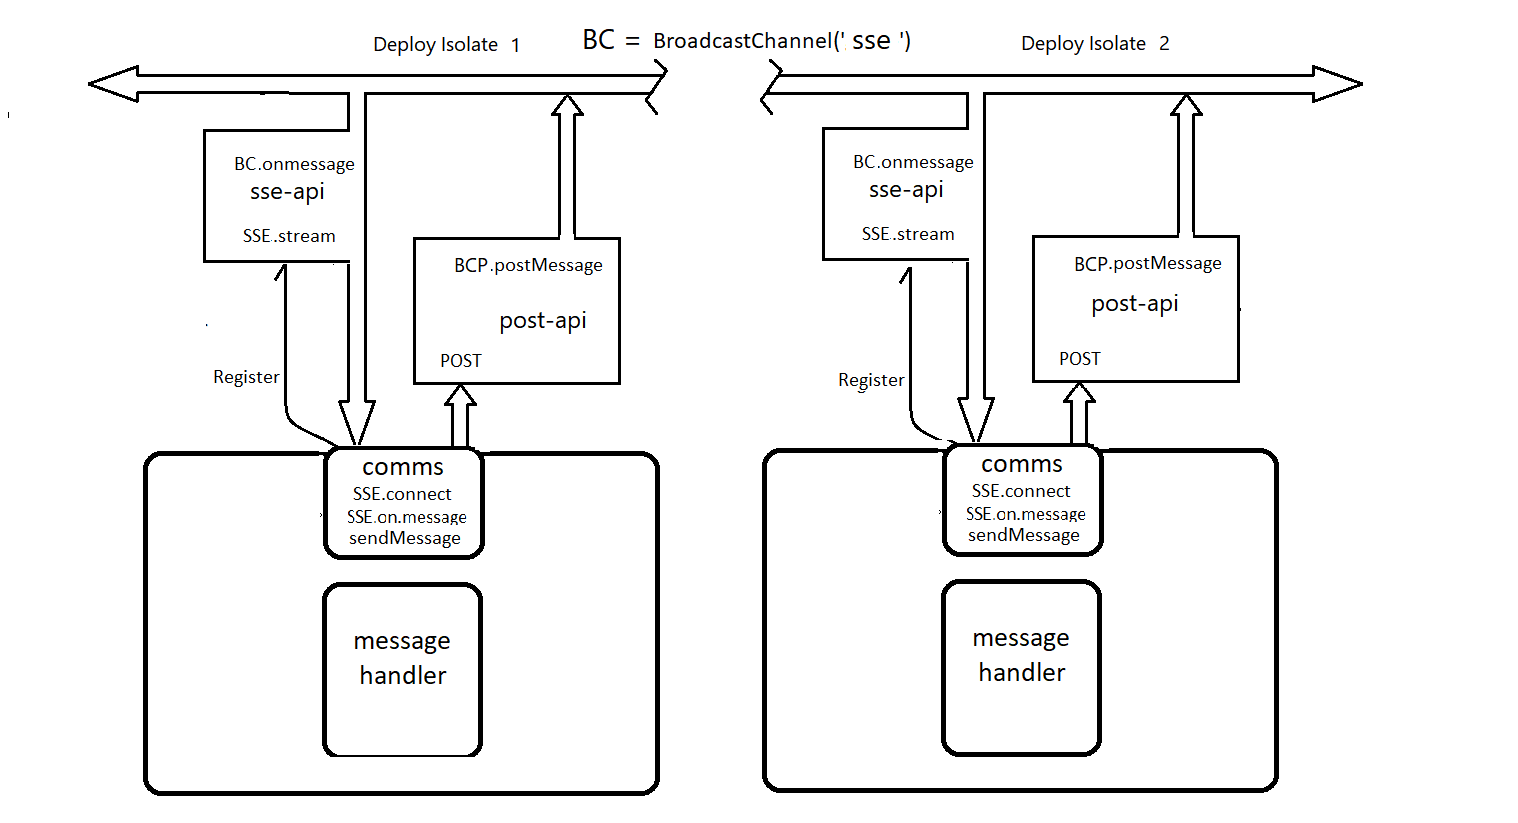 Deploy Isolate 1
BC = BroadcastChannel(' sse ')
Deploy Isolate 2
BC.onmessage
sse-api
SSE.stream
BCP.postMessage
post-api
POST
Register
comms
SSE.connect
SSE.on.message
sendMessage
message
handler
BC.onmessage
sse-api
SSE.stream
BCP.postMessage
post-api
POST
Register
comms
SSE.connect
SSE.on.message
sendMessage
message
handler